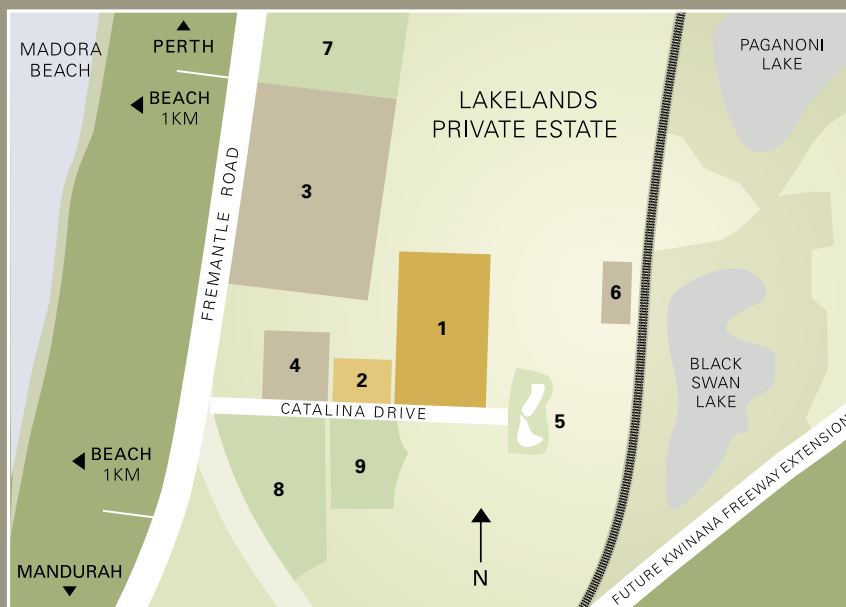 MADORA
BEACH
PERTH
7
PAGANONI
LAKE
BEACH
1KM
LAKELANDS
PRIVATE ESTATE
FREMANTLE ROAD
3
6
1
4
2
BLACK
SWAN
LAKE
CATALINA DRIVE
5
BEACH
1KM
9
8
FUTURE KWINANA FREEWAY EXTENSION
MANDURAH
N